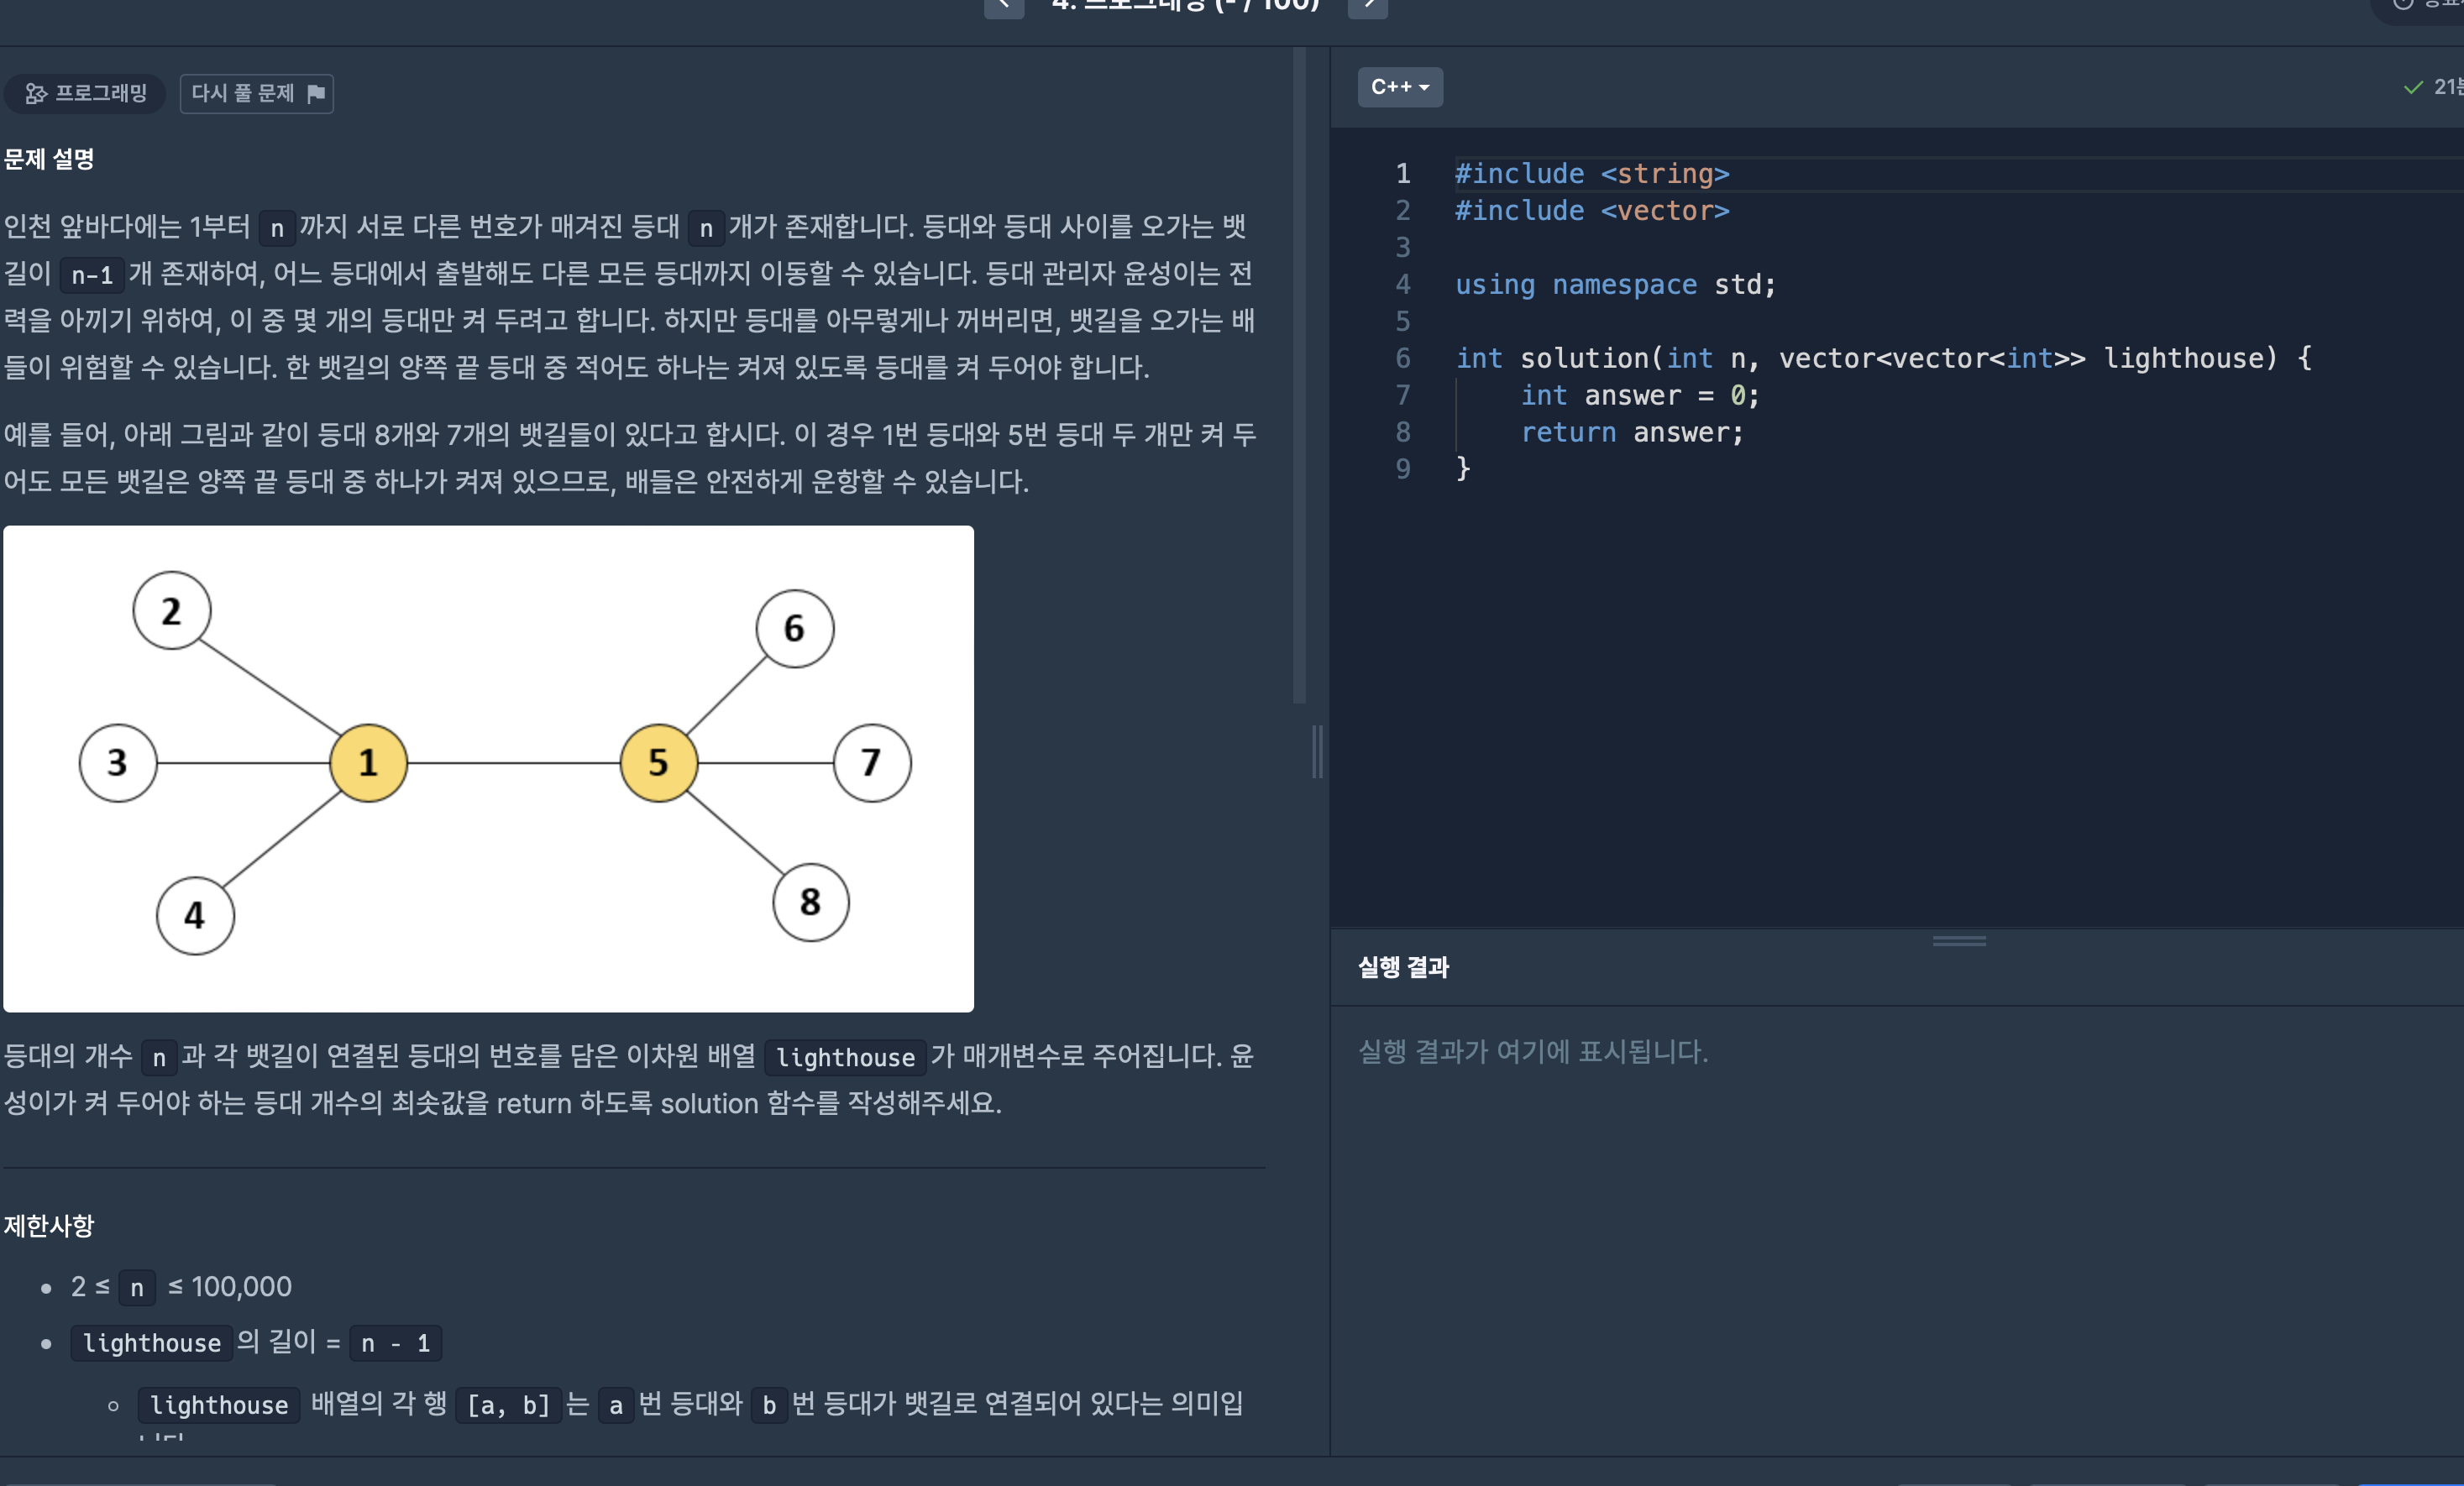 4. 프로그래밍 (- / 100)
프로그래밍
다시 풀 문제
문제 설명
인천 앞바다에는 1부터 n 까지 서로 다른 번호가 매겨진 등대 n 개가 존재합니다. 등대와 등대 사이를 오가는 뱃
길이 n-1 개 존재하여, 어느 등대에서 출발해도 다른 모든 등대까지 이동할 수 있습니다. 등대 관리자 윤성이는 전
력을 아끼기 위하여, 이 중 몇 개의 등대만 켜 두려고 합니다. 하지만 등대를 아무렇게나 꺼버리면, 뱃길을 오가는 배
들이 위험할 수 있습니다. 한 뱃길의 양쪽 끝 등대 중 적어도 하나는 켜져 있도록 등대를 켜 두어야 합니다.
예를 들어, 아래 그림과 같이 등대 8개와 7개의 뱃길들이 있다고 합시다. 이 경우 1번 등대와 5번 등대 두 개만 켜 두
어도 모든 뱃길은 양쪽 끝 등대 중 하나가 켜져 있으므로, 배들은 안전하게 운항할 수 있습니다.
2
6
3
1
5
7
4
8
등대의 개수 n 과 각 뱃길이 연결된 등대의 번호를 담은 이차원 배열 lighthouse 가 매개변수로 주어집니다. 윤
성이가 켜 두어야 하는 등대 개수의 최솟값을 return 하도록 solution 함수를 작성해주세요.
제한사항
• 2 ≤ n ≤ 100,000
• lighthouse 의 길이 = n - 1
◦ lighthouse 배열의 각 행 [a, b] 는 a 번 등대와 b 번 등대가 뱃길로 연결되어 있다는 의미입
C++
21
1 #include <string>
2 #include <vector>
3
4 using namespace std;
5
6 int solution(int n, vector<vector<int>> lighthouse) {
7 int answer = 0;
8 return answer;
9 }
실행 결과
실행 결과가 여기에 표시됩니다.